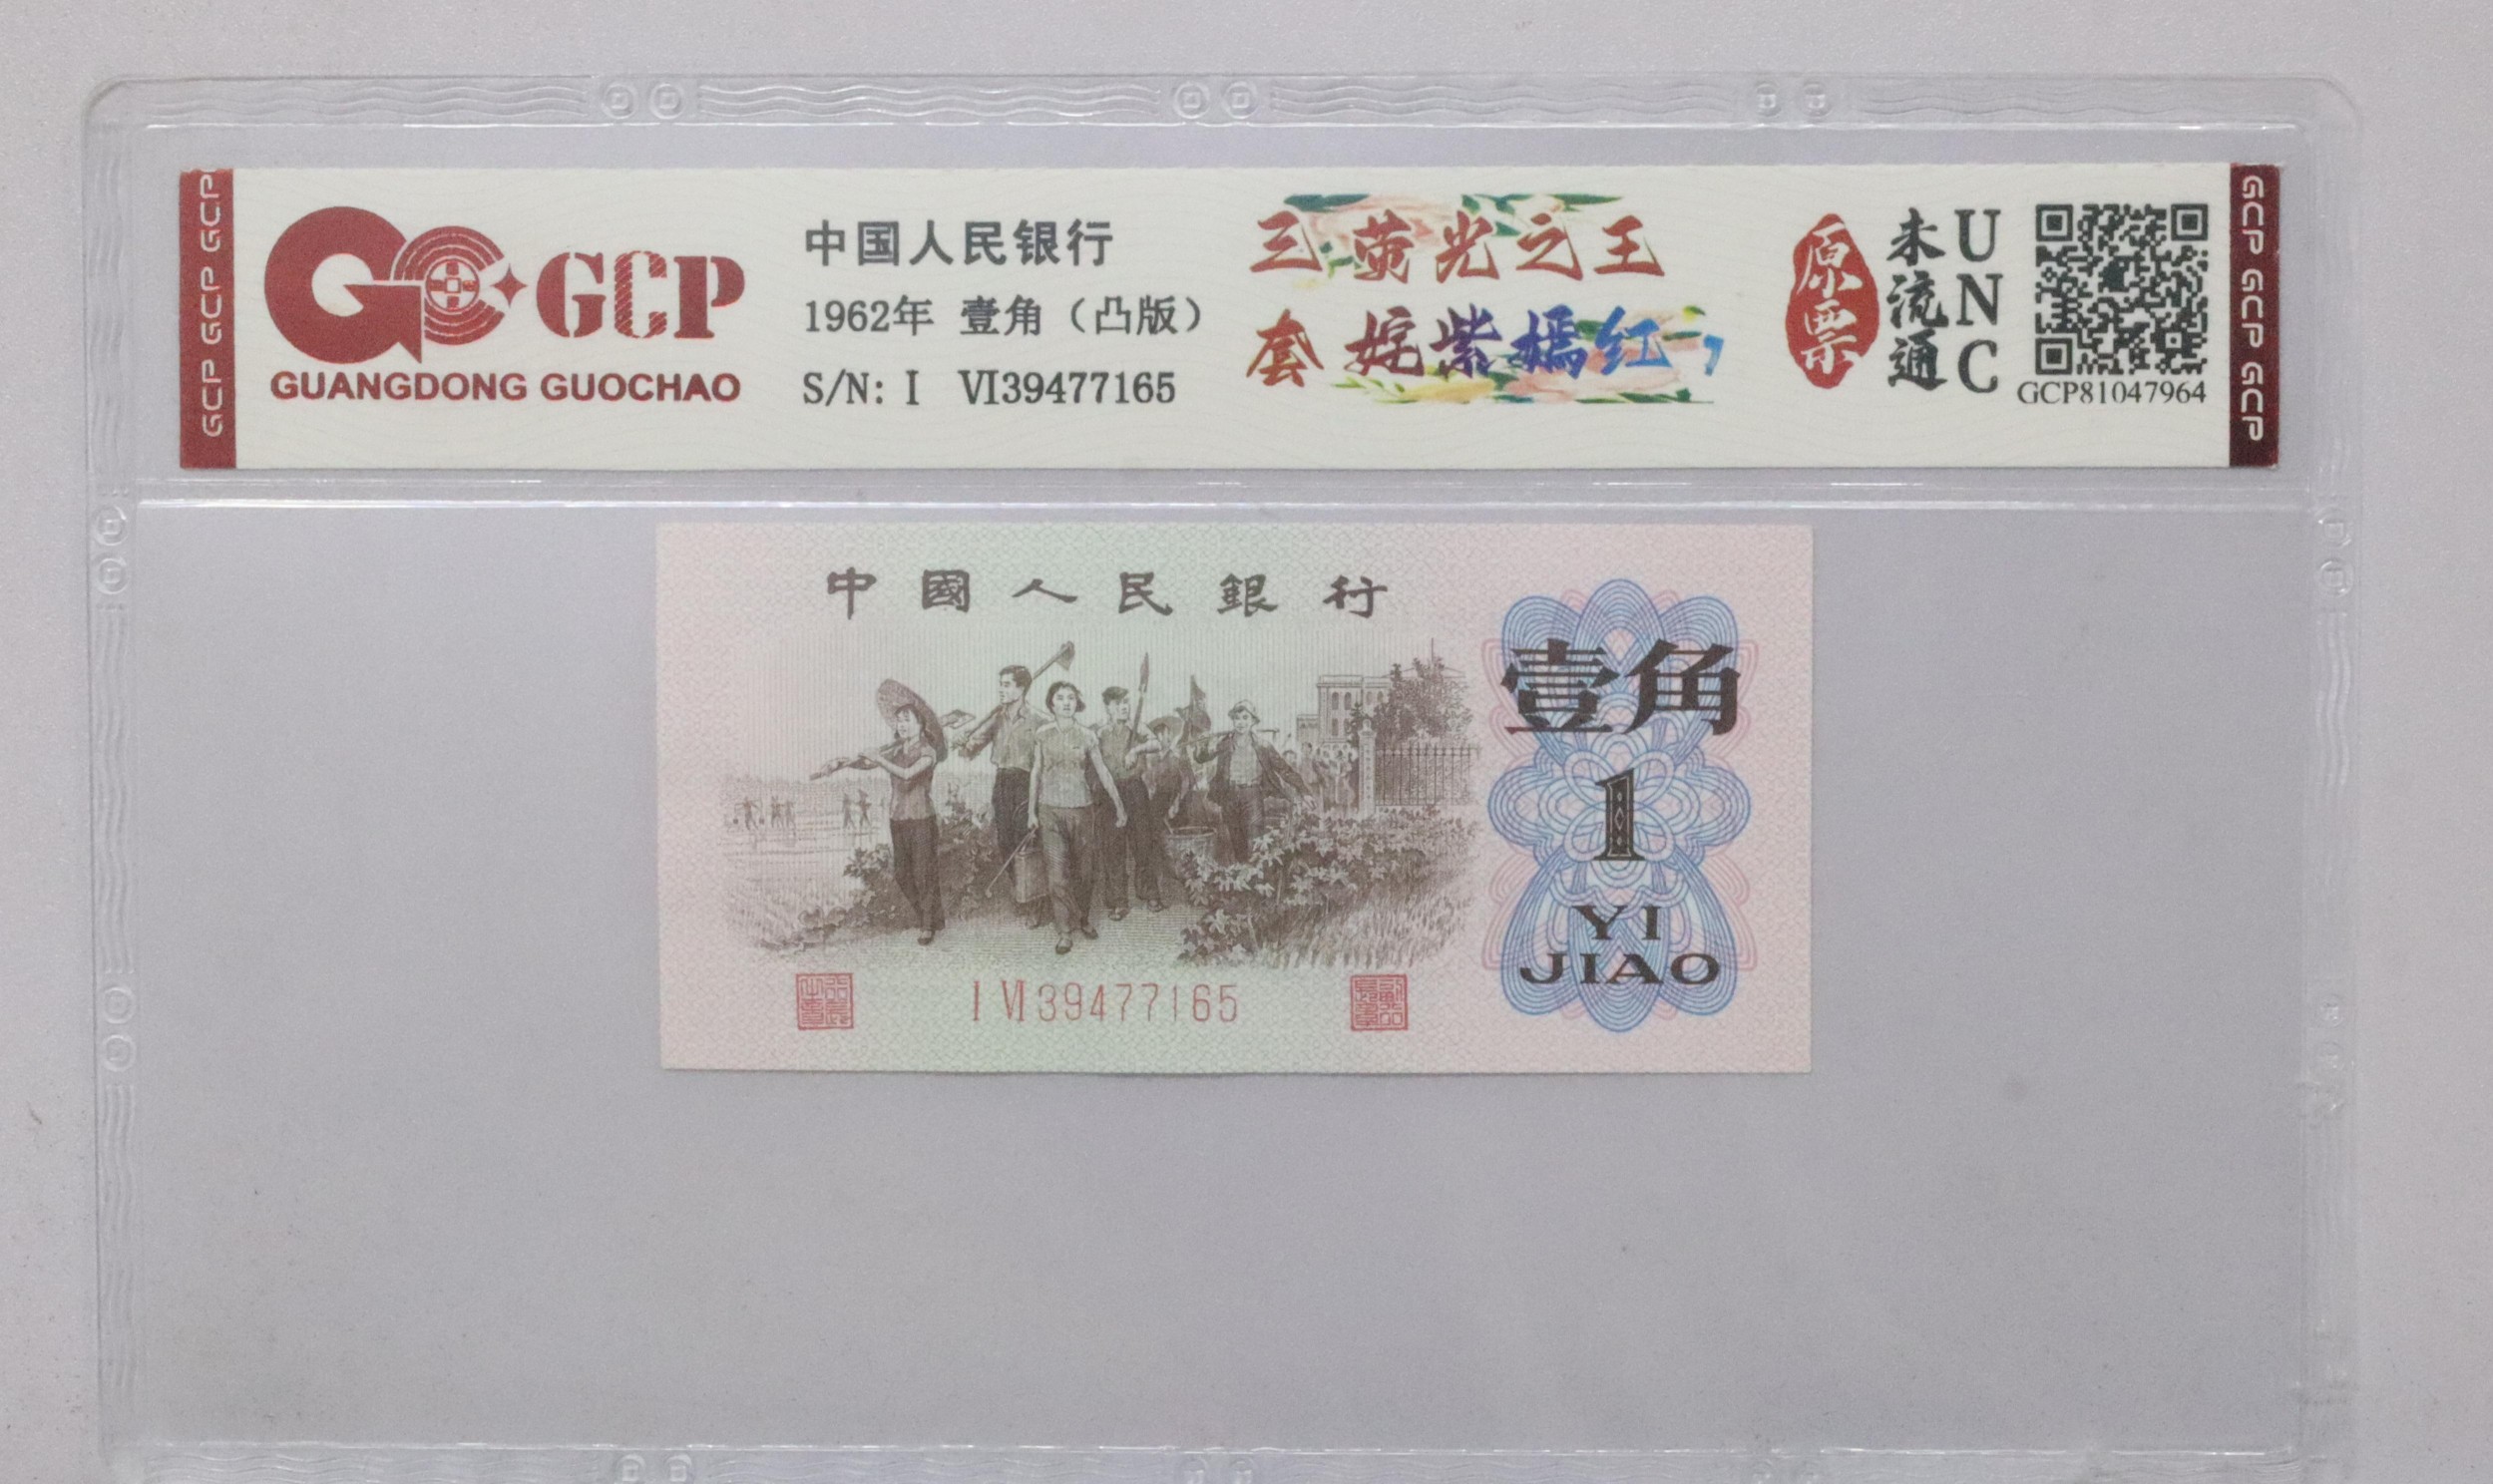 GCP GCP GCP
GCP
GUANGDONG GUOCHAO
中国人民银行
1962年 壹角（凸版）
S/N: I VI39477165
三 荧光之王
套 姹紫嫣红
原票
未流通
UNC
GCP81047964
GCP GCP GCP
中國人民銀行
壹角
1
YI
JIAO
I VI 39477165